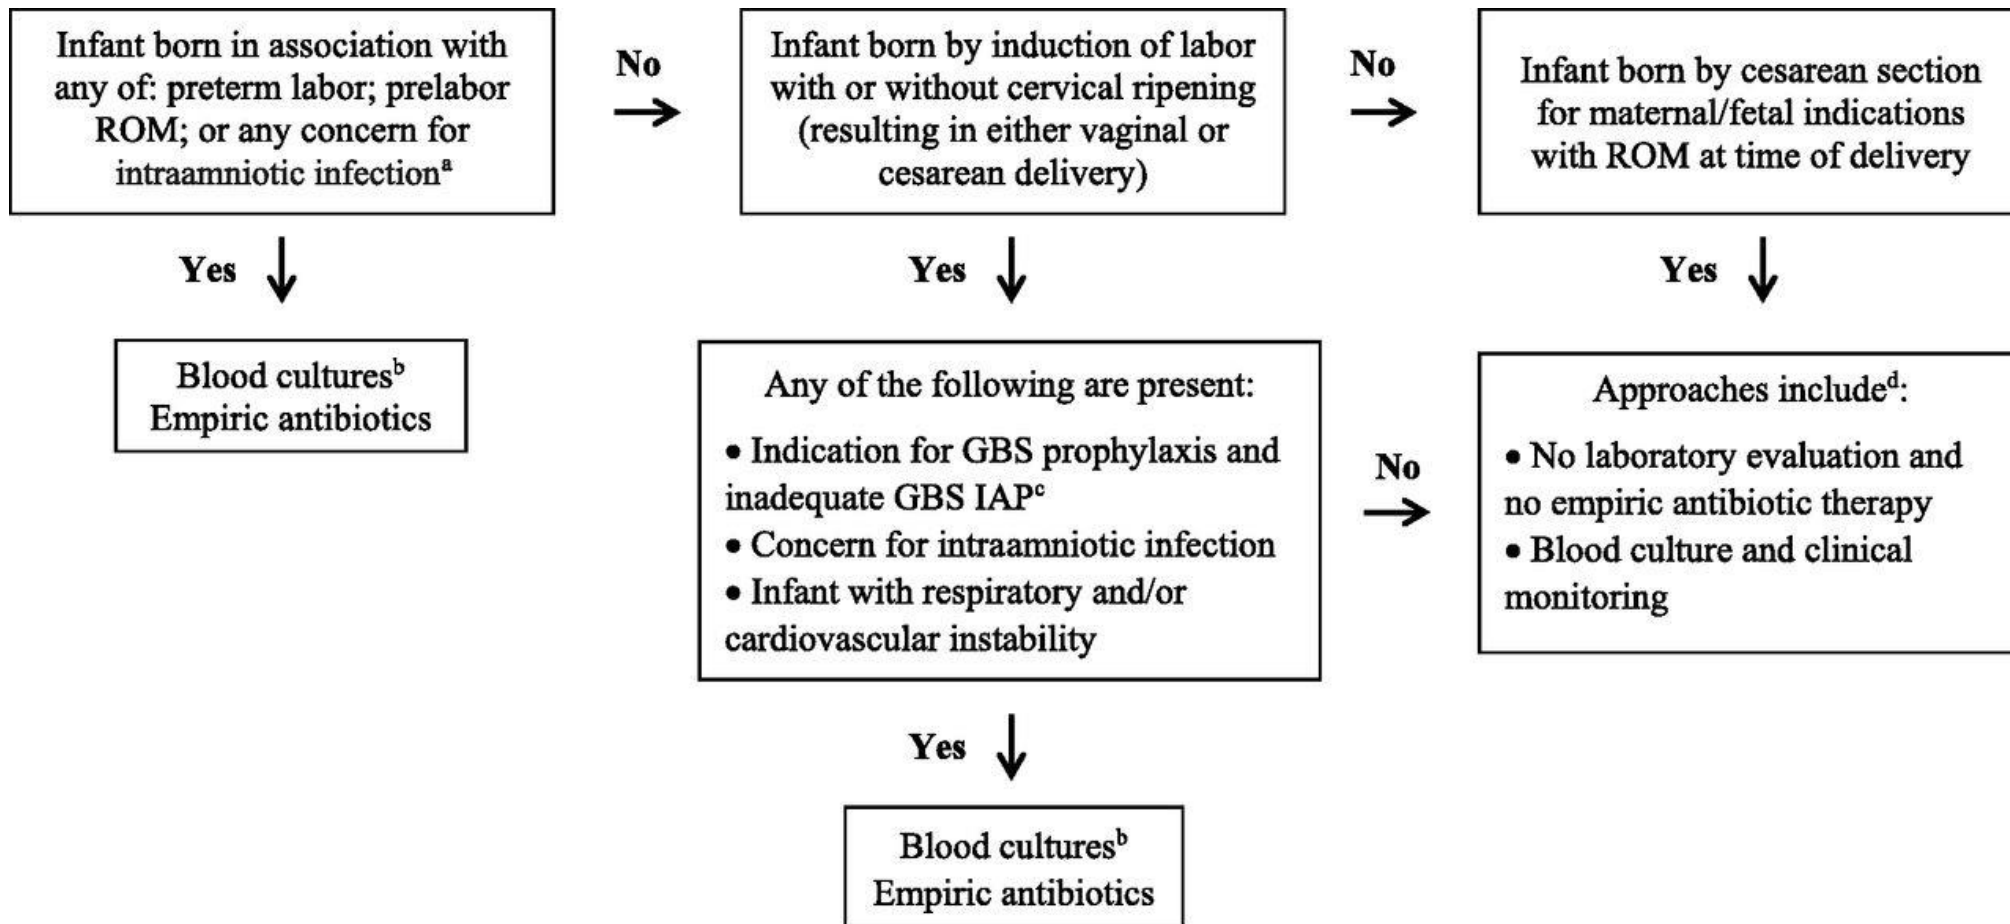 Infant born in association with
any of: preterm labor; prelabor
ROM; or any concern for
intraamniotic infectionᵃ
No
Infant born by induction of labor
with or without cervical ripening
(resulting in either vaginal or
cesarean delivery)
No
Infant born by cesarean section
for maternal/fetal indications
with ROM at time of delivery
Yes
Yes
Yes
Blood culturesᵇ
Empiric antibiotics
Any of the following are present:
• Indication for GBS prophylaxis and
inadequate GBS IAPᶜ
• Concern for intraamniotic infection
• Infant with respiratory and/or
cardiovascular instability
No
Approaches includeᵈ:
• No laboratory evaluation and
no empiric antibiotic therapy
• Blood culture and clinical
monitoring
Yes
Blood culturesᵇ
Empiric antibiotics